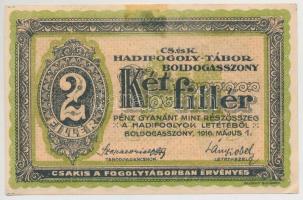 CS. és K.
HADIFOGOLY-TÁBOR
BOLDOGASSZONY
2
Két fillér
PÉNZ GYANÁNT MINT RÉSZÖSSEG
A HADIFOGLYOK LETÉTÉBŐL
BOLDOGASSZONY, 1916. MÁJUS 1.
CSAKIS A FOGOLYTÁBORBAN ÉRVÉNYES